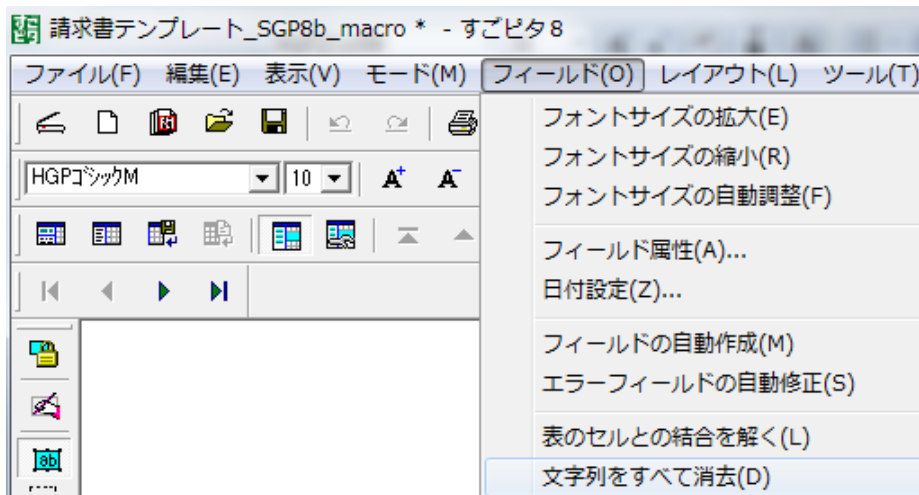 請求書テンプレート_SGP8b_macro * - すごピタ8
ファイル(F) 編集(E) 表示(V) モード(M) フィールド(O) レイアウト(L) ツール(T)
フォントサイズの拡大(E)
フォントサイズの縮小(R)
HGPｺﾞｼｯｸM 10 A+ A-
フォントサイズの自動調整(F)
フィールド属性(A)...
日付設定(Z)...
フィールドの自動作成(M)
エラーフィールドの自動修正(S)
表のセルとの結合を解く(L)
ab
文字列をすべて消去(D)